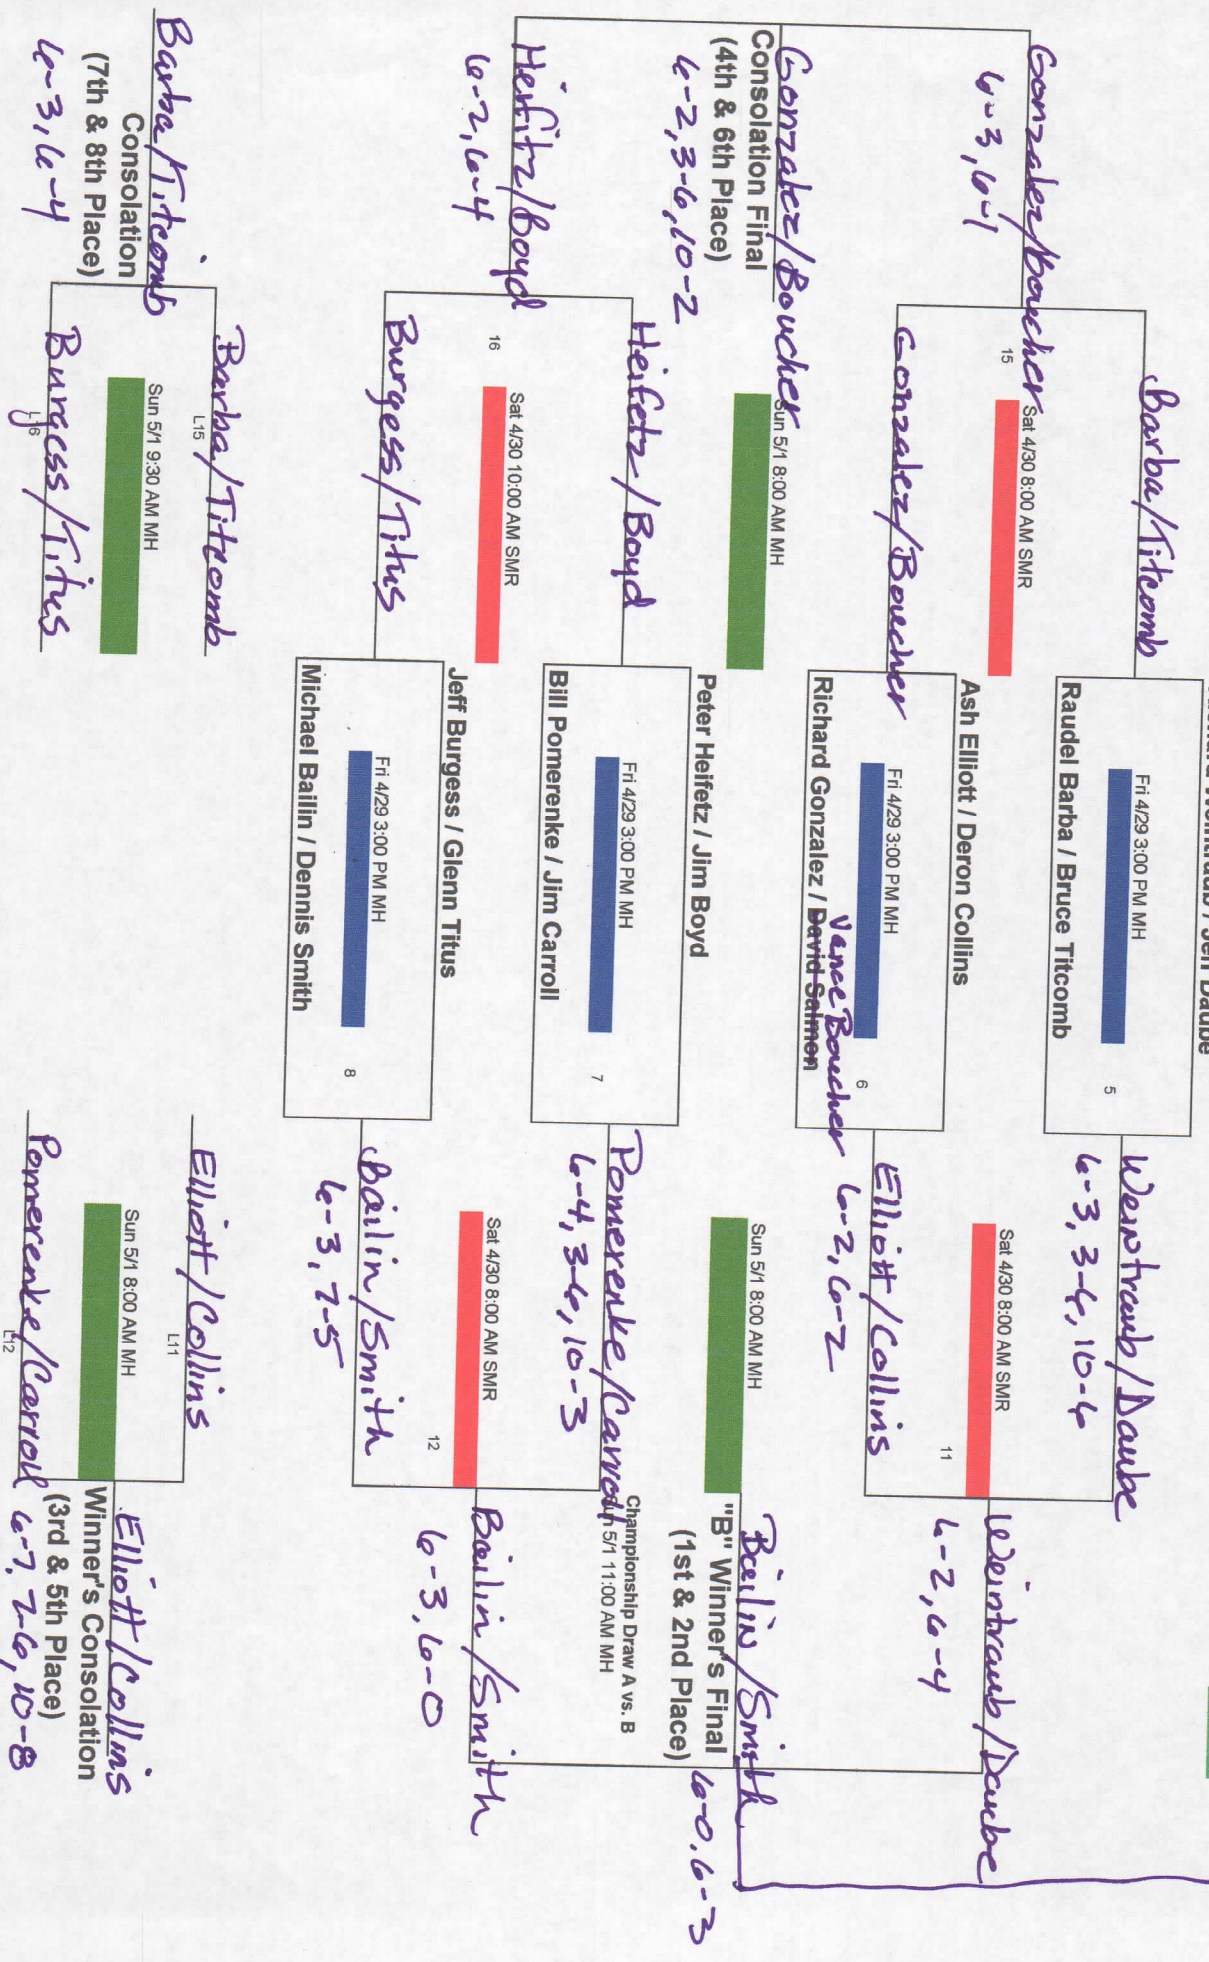 Raudel Barba / Bruce Titcomb
Fri 4/29 3:00 PM MH
5
Barba/Titcomb
Weintraub/Daube
6-3, 3-6, 10-6
Gonzalez/Boucher
6-3, 6-1
15
Sat 4/30 8:00 AM SMR
Sat 4/30 8:00 AM SMR
11
Weintraub/Daube
6-2, 6-4
Ash Elliott / Deron Collins
Gonzalez/Boucher
Fri 4/29 3:00 PM MH
6
Elliott/Collins
6-2, 6-2
Vance Boucher
Richard Gonzalez / David Salmon
Gonzalez/Boucher
Consolation Final
(4th & 6th Place)
6-2, 3-6, 10-2
Sun 5/1 8:00 AM MH
Sun 5/1 8:00 AM MH
Bailin/Smith
"B" Winner's Final
(1st & 2nd Place)
6-0, 6-3
Championship Draw A vs. B
Sun 5/1 11:00 AM MH
Peter Heifetz / Jim Boyd
Heifetz/Boyd
Fri 4/29 3:00 PM MH
7
Pomerenke/Carroll
6-4, 3-6, 10-3
Bill Pomerenke / Jim Carroll
Heifitz/Boyd
6-2, 6-4
16
Sat 4/30 10:00 AM SMR
Sat 4/30 8:00 AM SMR
12
Bailin/Smith
6-3, 6-0
Jeff Burgess / Glenn Titus
Burgess/Titus
Fri 4/29 3:00 PM MH
8
Bailin/Smith
6-3, 7-5
Michael Bailin / Dennis Smith
Barba/Titcomb
L15
Barba/Titcomb
Consolation
(7th & 8th Place)
6-3, 6-4
Sun 5/1 9:30 AM MH
Burgess/Titus
L16
Elliott/Collins
L11
Sun 5/1 8:00 AM MH
Elliott/Collins
Winner's Consolation
(3rd & 5th Place)
Pomerenke/Carroll
6-7, 7-6, 10-8
L12